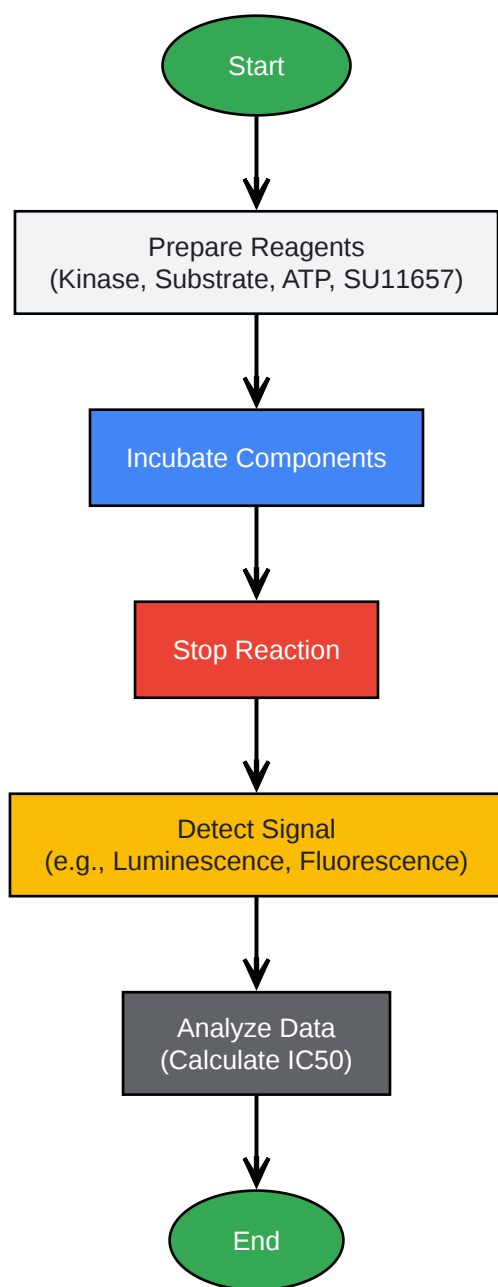 Start
Prepare Reagents
(Kinase, Substrate, ATP, SU11657)
Incubate Components
Stop Reaction
Detect Signal
(e.g., Luminescence, Fluorescence)
Analyze Data
(Calculate IC50)
End